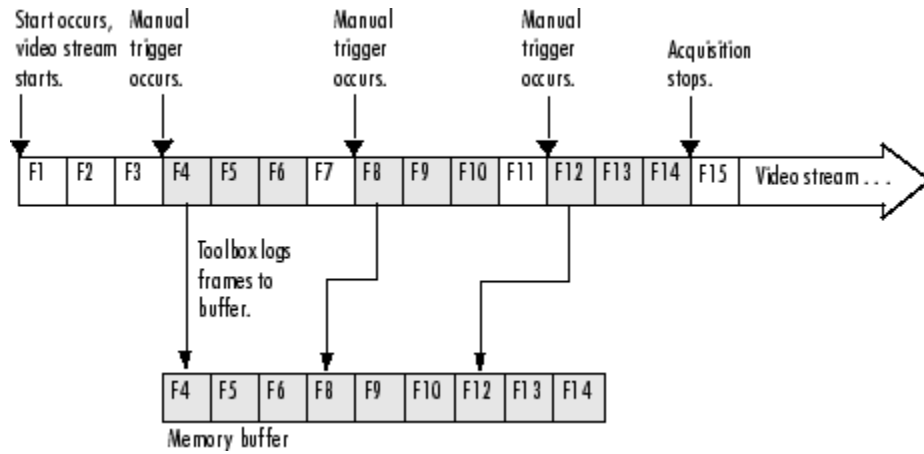 Start occurs,
video stream
starts.
Manual
trigger
occurs.
Manual
trigger
occurs.
Manual
trigger
occurs.
Acquisition
stops.
F1 F2 F3 F4 F5 F6 F7 F8 F9 F10 F11 F12 F13 F14 F15 Video stream . . .
Toolbox logs
frames to
buffer.
F4 F5 F6 F8 F9 F10 F12 F13 F14
Memory buffer